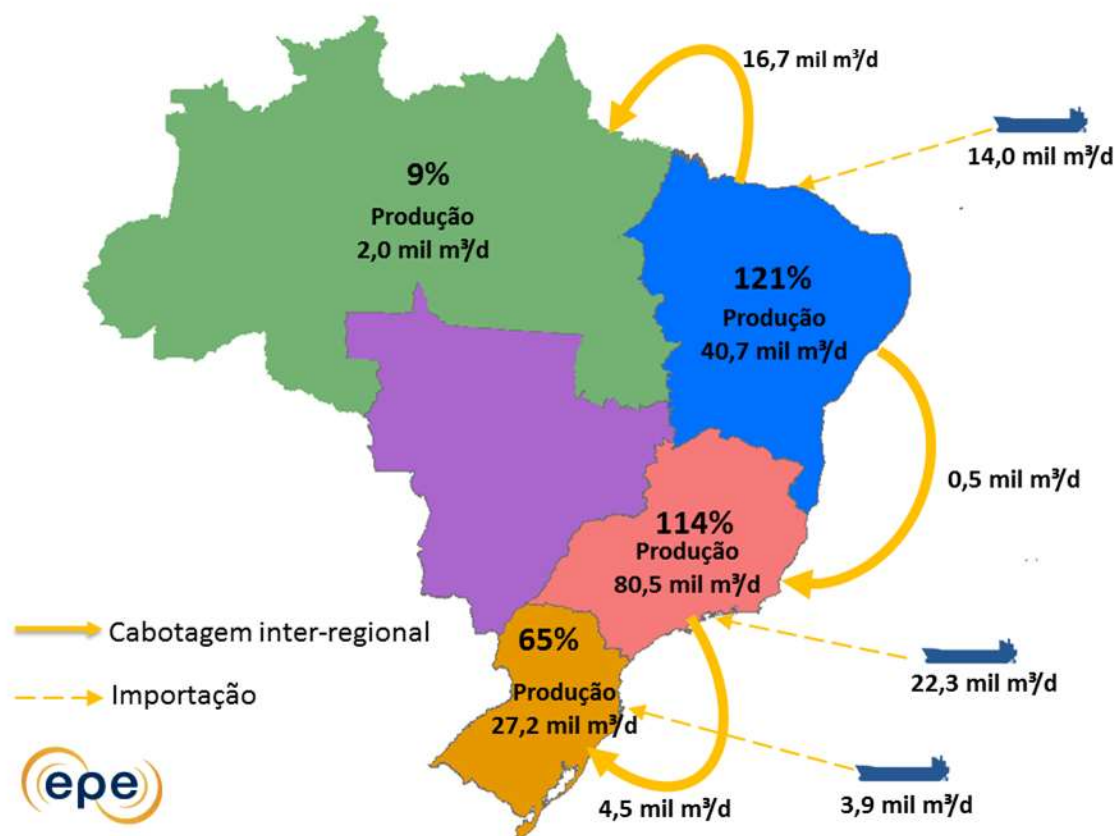 16,7 mil m³/d
14,0 mil m³/d
9%
Produção
2,0 mil m³/d
121%
Produção
40,7 mil m³/d
0,5 mil m³/d
114%
Produção
80,5 mil m³/d
Cabotagem inter-regional
65%
22,3 mil m³/d
Importação
Produção
27,2 mil m³/d
epe
4,5 mil m³/d
3,9 mil m³/d